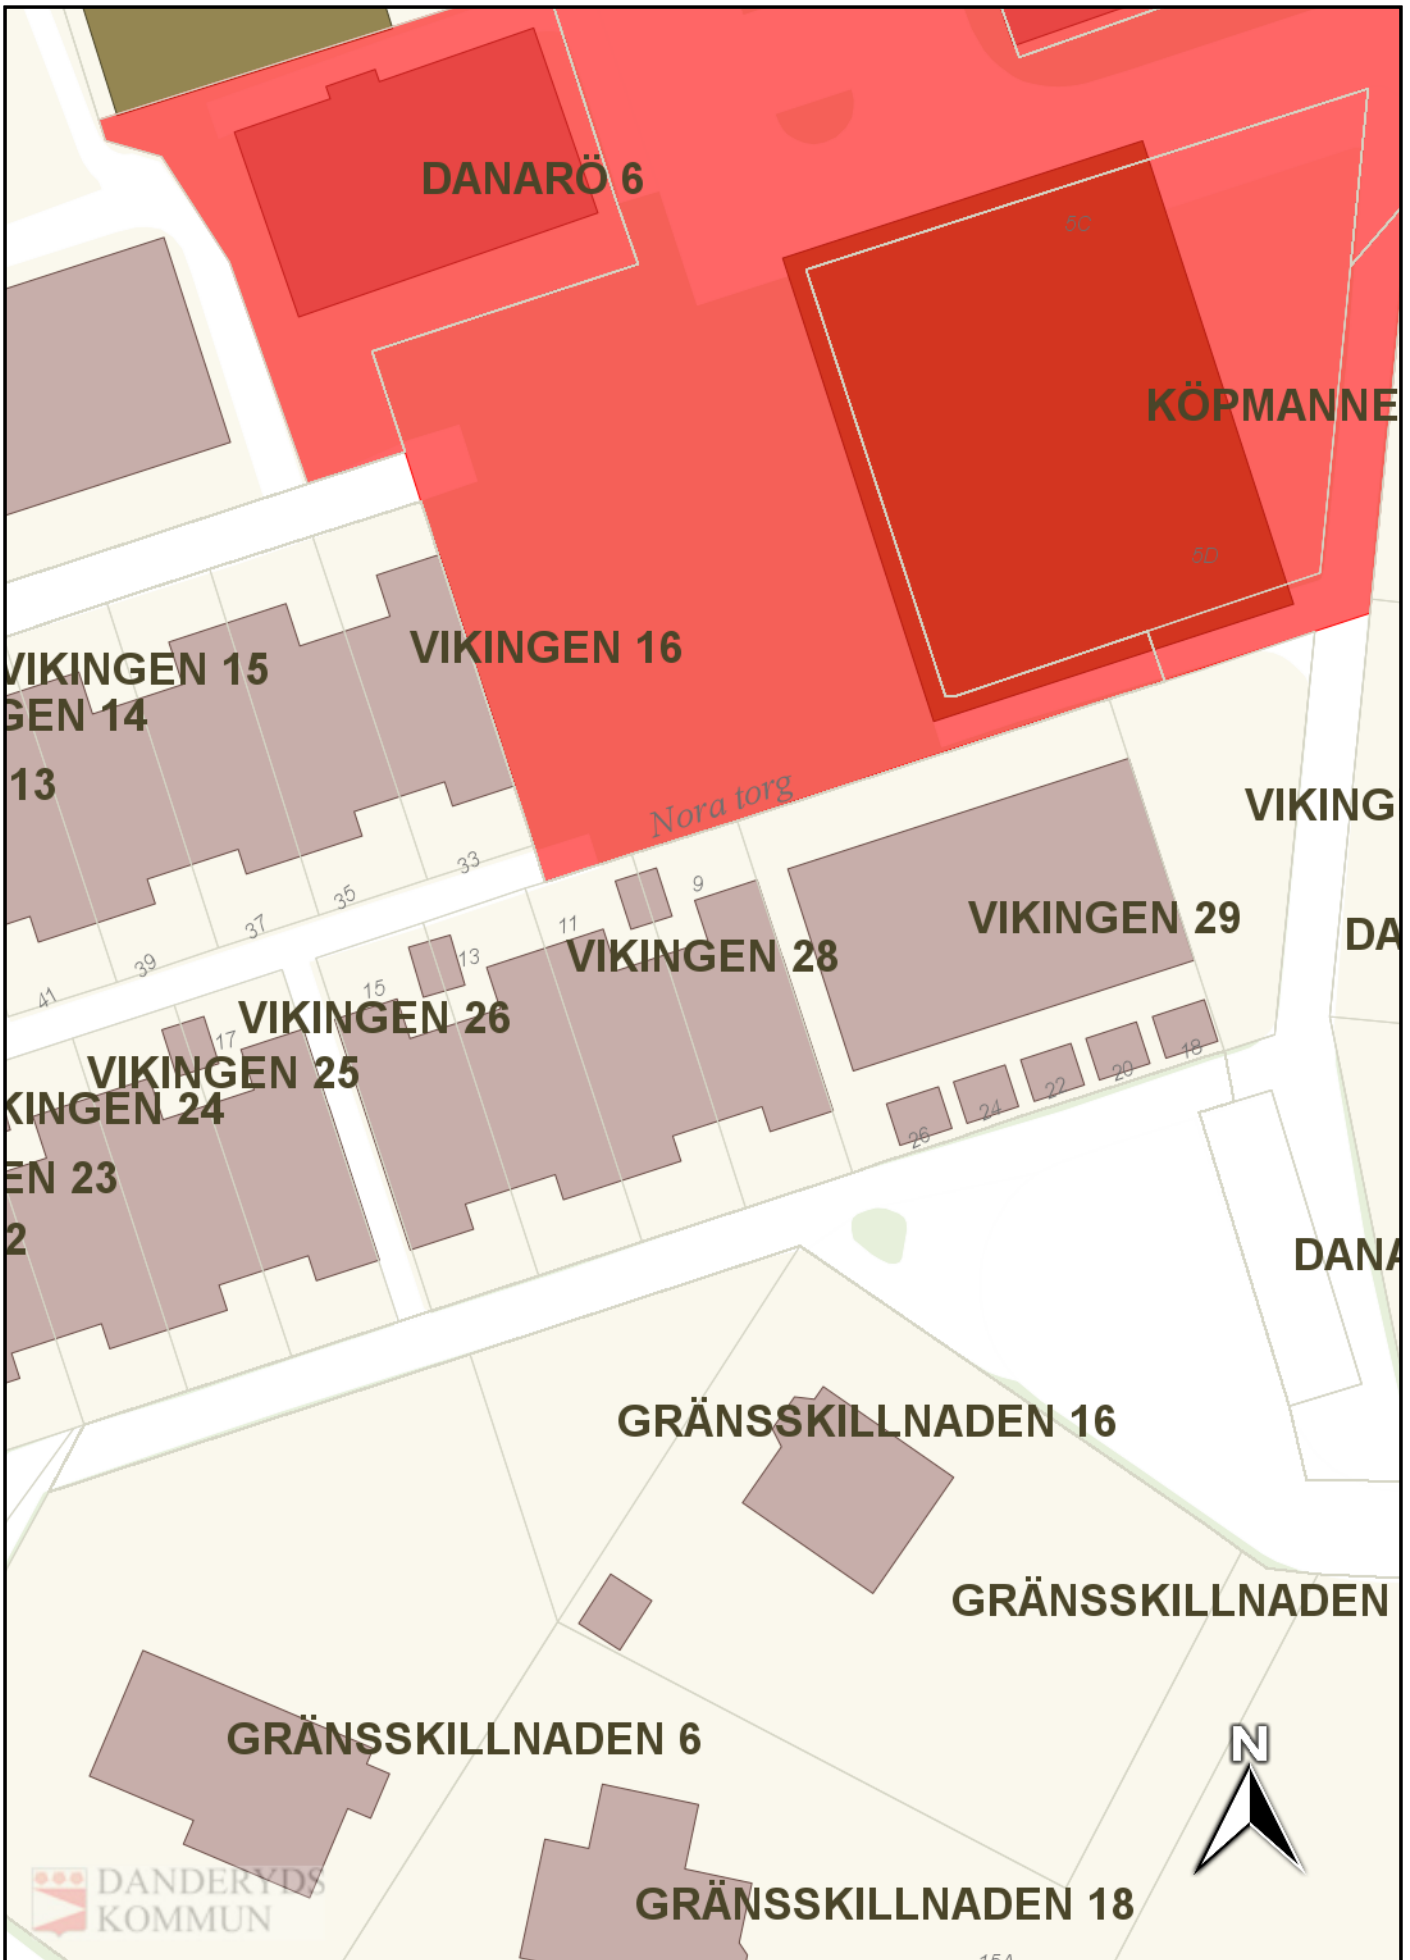 DANARÖ 6
5C
KÖPMANNE
5D
VIKINGEN 16
VIKINGEN 15
GEN 14
13
Nora torg
VIKING
33
35
37
39
41
9
11
13
15
17
VIKINGEN 29
DA
VIKINGEN 28
VIKINGEN 26
VIKINGEN 25
KINGEN 24
EN 23
2
18
20
22
24
26
DANA
GRÄNSSKILLNADEN 16
GRÄNSSKILLNADEN
GRÄNSSKILLNADEN 6
N
DANDERYDS
KOMMUN
GRÄNSSKILLNADEN 18